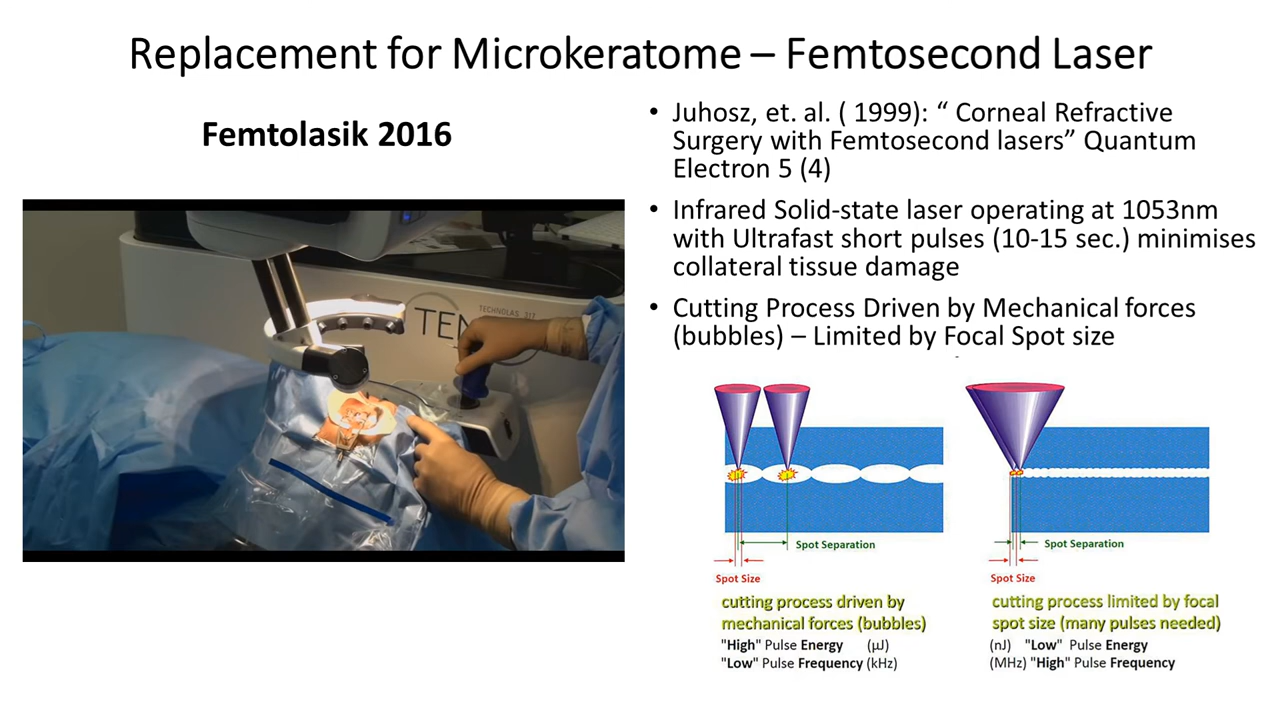 Replacement for Microkeratome – Femtosecond Laser
Femtolasik 2016
• Juhosz, et. al. ( 1999): “ Corneal Refractive
Surgery with Femtosecond lasers” Quantum
Electron 5 (4)
• Infrared Solid-state laser operating at 1053nm
with Ultrafast short pulses (10-15 sec.) minimises
collateral tissue damage
• Cutting Process Driven by Mechanical forces
(bubbles) – Limited by Focal Spot size
TECHNOLAS 217
TEN
Spot Separation
Spot Size
cutting process driven by
mechanical forces (bubbles)
"High" Pulse Energy (µJ)
"Low" Pulse Frequency (kHz)
Spot Separation
Spot Size
cutting process limited by focal
spot size (many pulses needed)
(nJ) "Low" Pulse Energy
(MHz) "High" Pulse Frequency